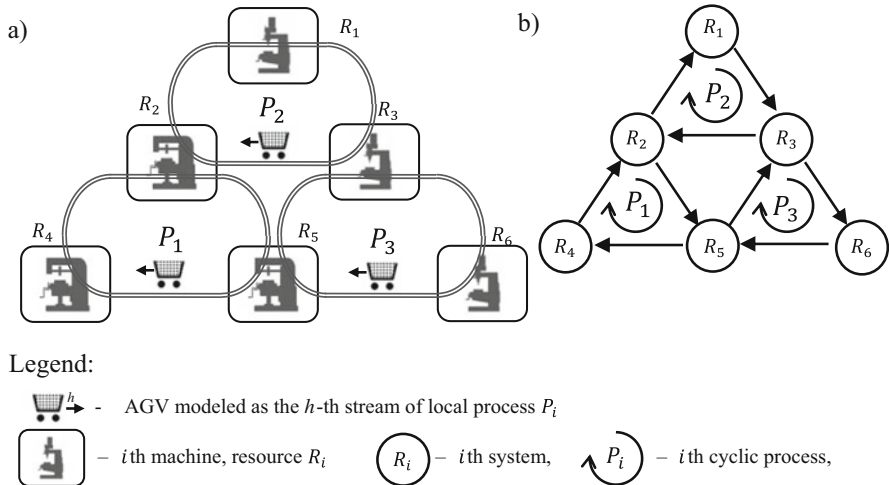 a)
R₁
R₂
P₂
R₃
R₄
P₁
R₅
P₃
R₆
b)
R₁
P₂
R₂
R₃
P₁
P₃
R₄
R₅
R₆
Legend:
h - AGV modeled as the h-th stream of local process Pᵢ
– ith machine, resource Rᵢ Rᵢ – ith system, Pᵢ – ith cyclic process,